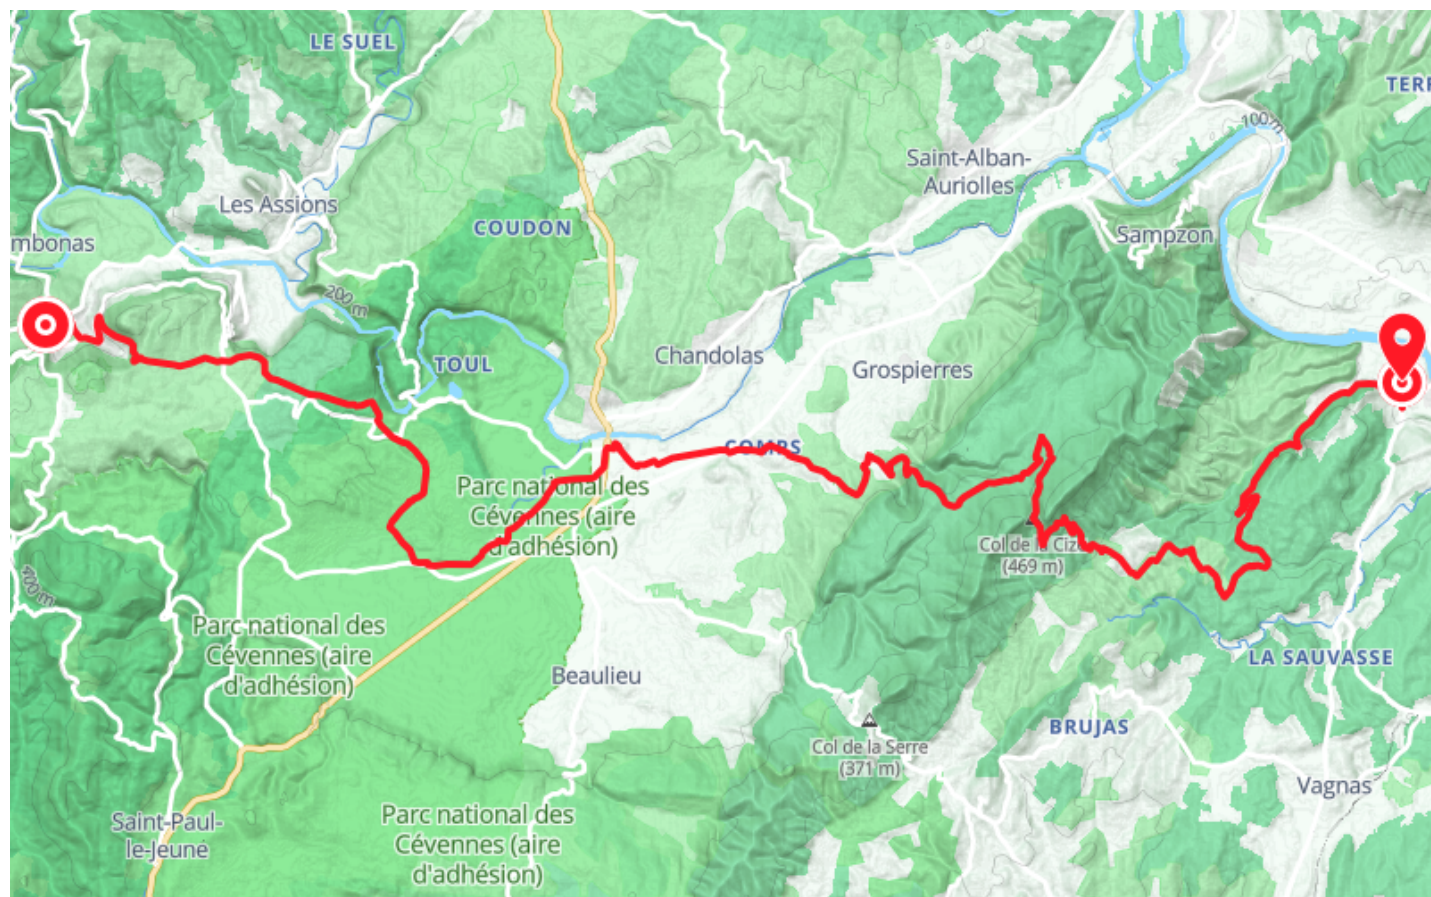 LE SUEL
TERR
100 m
Saint-Alban-
Auriolles
Les Assions
COUDON
Sampzon
mbonas
200 m
Chandolas
TOUL
Grospierres
COMPS
Parc national des
Cévennes (aire
d'adhésion)
Col de la Cize
(469 m)
400 m
Parc national des
Cévennes (aire
d'adhésion)
LA SAUVASSE
Beaulieu
BRUJAS
Col de la Serre
(371 m)
Vagnas
Saint-Paul-
le-Jeune
Parc national des
Cévennes (aire
d'adhésion)